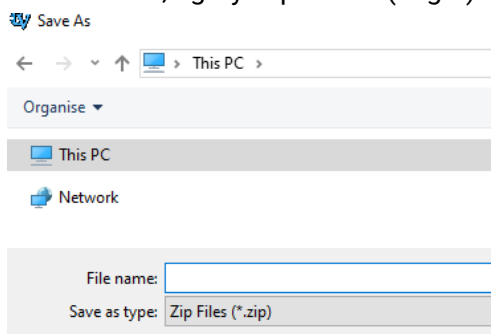 Save As
This PC
Organise
This PC
Network
File name:
Save as type: Zip Files (*.zip)